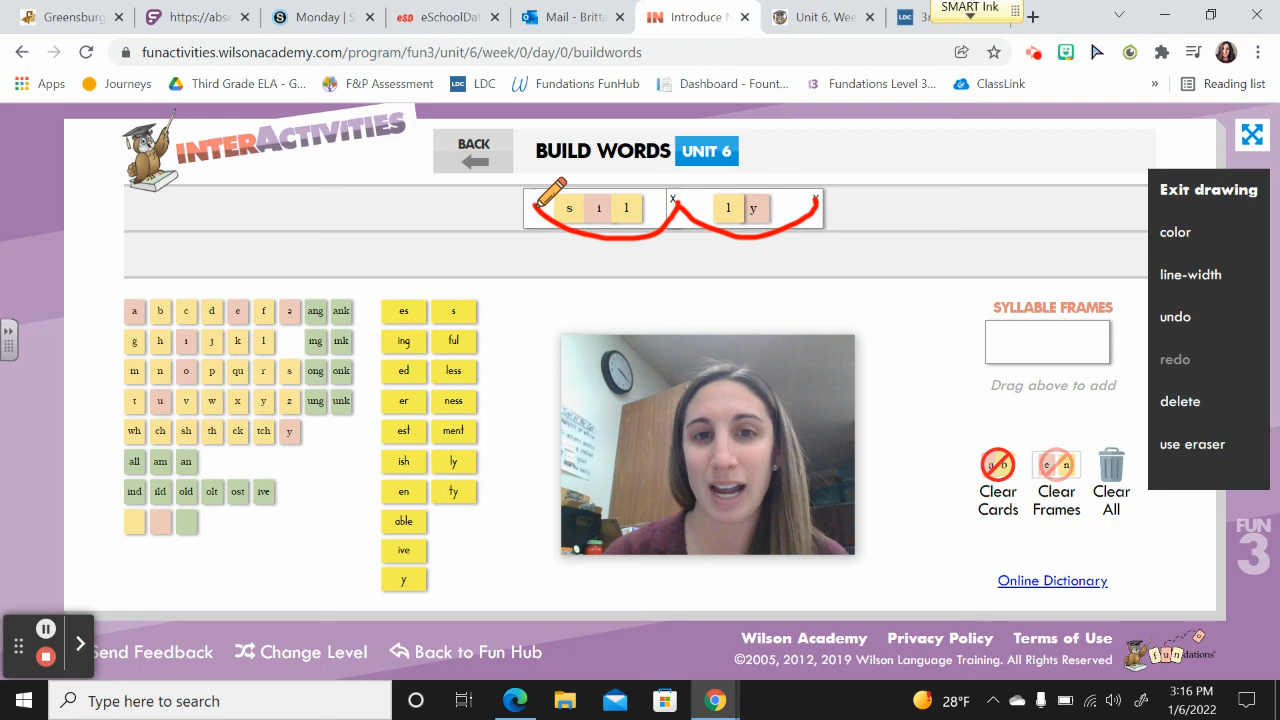 Greensburg
https://abse
Monday | S
eSchoolDat
Mail - Britta
Introduce N
Unit 6, Wee
3r
SMART Ink
funactivities.wilsonacademy.com/program/fun3/unit/6/week/0/day/0/buildwords
Apps Journeys Third Grade ELA - G... F&P Assessment LDC Fundations FunHub Dashboard - Fount... Fundations Level 3... ClassLink » Reading list
INTERACTIVITIES
BACK
BUILD WORDS UNIT 6
s i l x l y x
Exit drawing
color
line-width
undo
redo
delete
use eraser
a b c d e f ə ang ank
g h i j k l ing ink
m n o p qu r s ong onk
t u v w x y z ung unk
wh ch sh th ck tch y
all am an
ind ild old olt ost ive
es s
ing ful
ed less
er ness
est ment
ish ly
en ty
able
ive
y
SYLLABLE FRAMES
Drag above to add
a b
e n
Clear Cards
Clear Frames
Clear All
Online Dictionary
FUN 3
Send Feedback Change Level Back to Fun Hub
Wilson Academy Privacy Policy Terms of Use
©2005, 2012, 2019 Wilson Language Training. All Rights Reserved
fundations
Type here to search
28°F
3:16 PM
1/6/2022